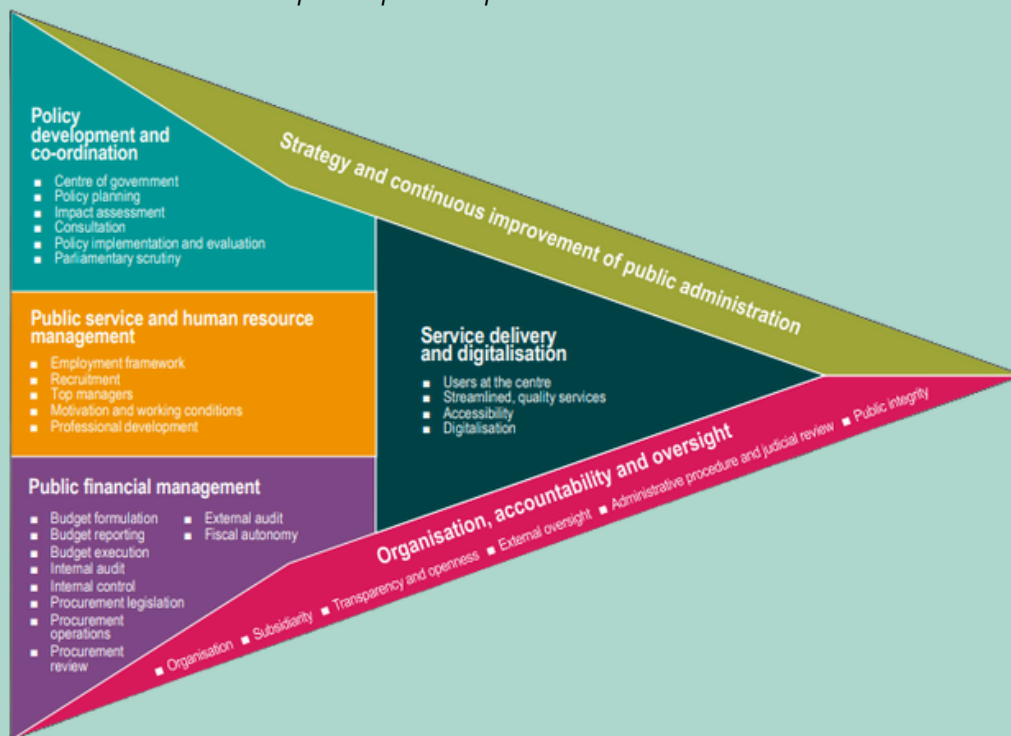 Policy
development and
co-ordination
■ Centre of government
■ Policy planning
■ Impact assessment
■ Consultation
■ Policy implementation and evaluation
■ Parliamentary scrutiny
Strategy and continuous improvement of public administration
Public service and human resource
management
■ Employment framework
■ Recruitment
■ Top managers
■ Motivation and working conditions
■ Professional development
Service delivery
and digitalisation
■ Users at the centre
■ Streamlined, quality services
■ Accessibility
■ Digitalisation
Public financial management
■ Budget formulation
■ Budget reporting
■ Budget execution
■ Internal audit
■ Internal control
■ Procurement legislation
■ Procurement
operations
■ Procurement
review
■ External audit
■ Fiscal autonomy
Organisation, accountability and oversight
■ Organisation ■ Subsidiarity ■ Transparency and openness ■ External oversight ■ Administrative procedure and judicial review ■ Public integrity